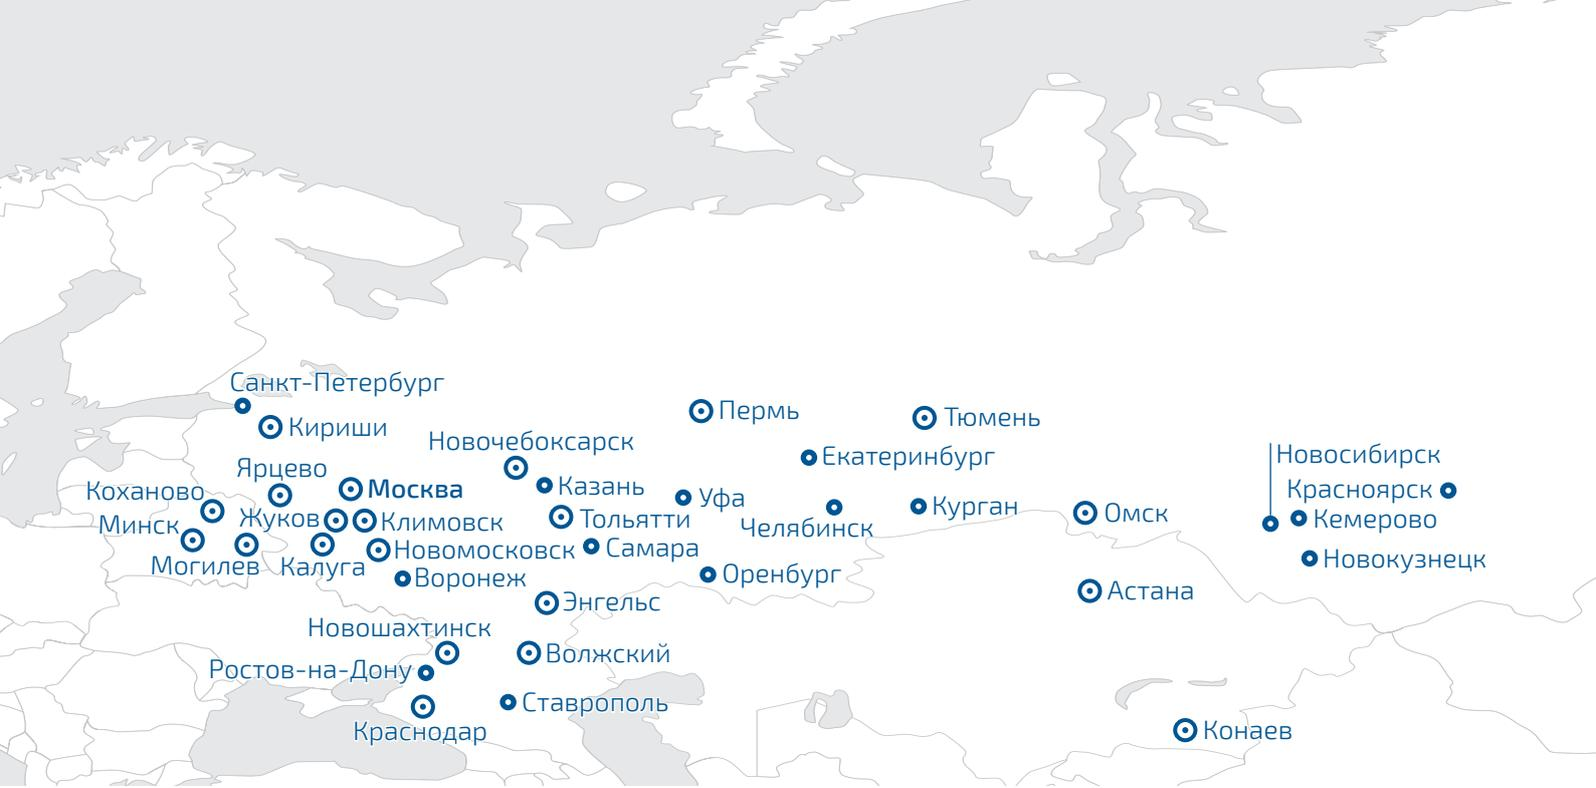 Санкт-Петербург
Кириши
Пермь
Тюмень
Новочебоксарск
Екатеринбург
Новосибирск
Ярцево
Москва
Казань
Уфа
Красноярск
Коханово
Жуков
Климовск
Тольятти
Челябинск
Курган
Омск
Кемерово
Минск
Новомосковск
Самара
Новокузнецк
Могилев
Калуга
Воронеж
Оренбург
Астана
Энгельс
Новошахтинск
Волжский
Ростов-на-Дону
Ставрополь
Краснодар
Конаев